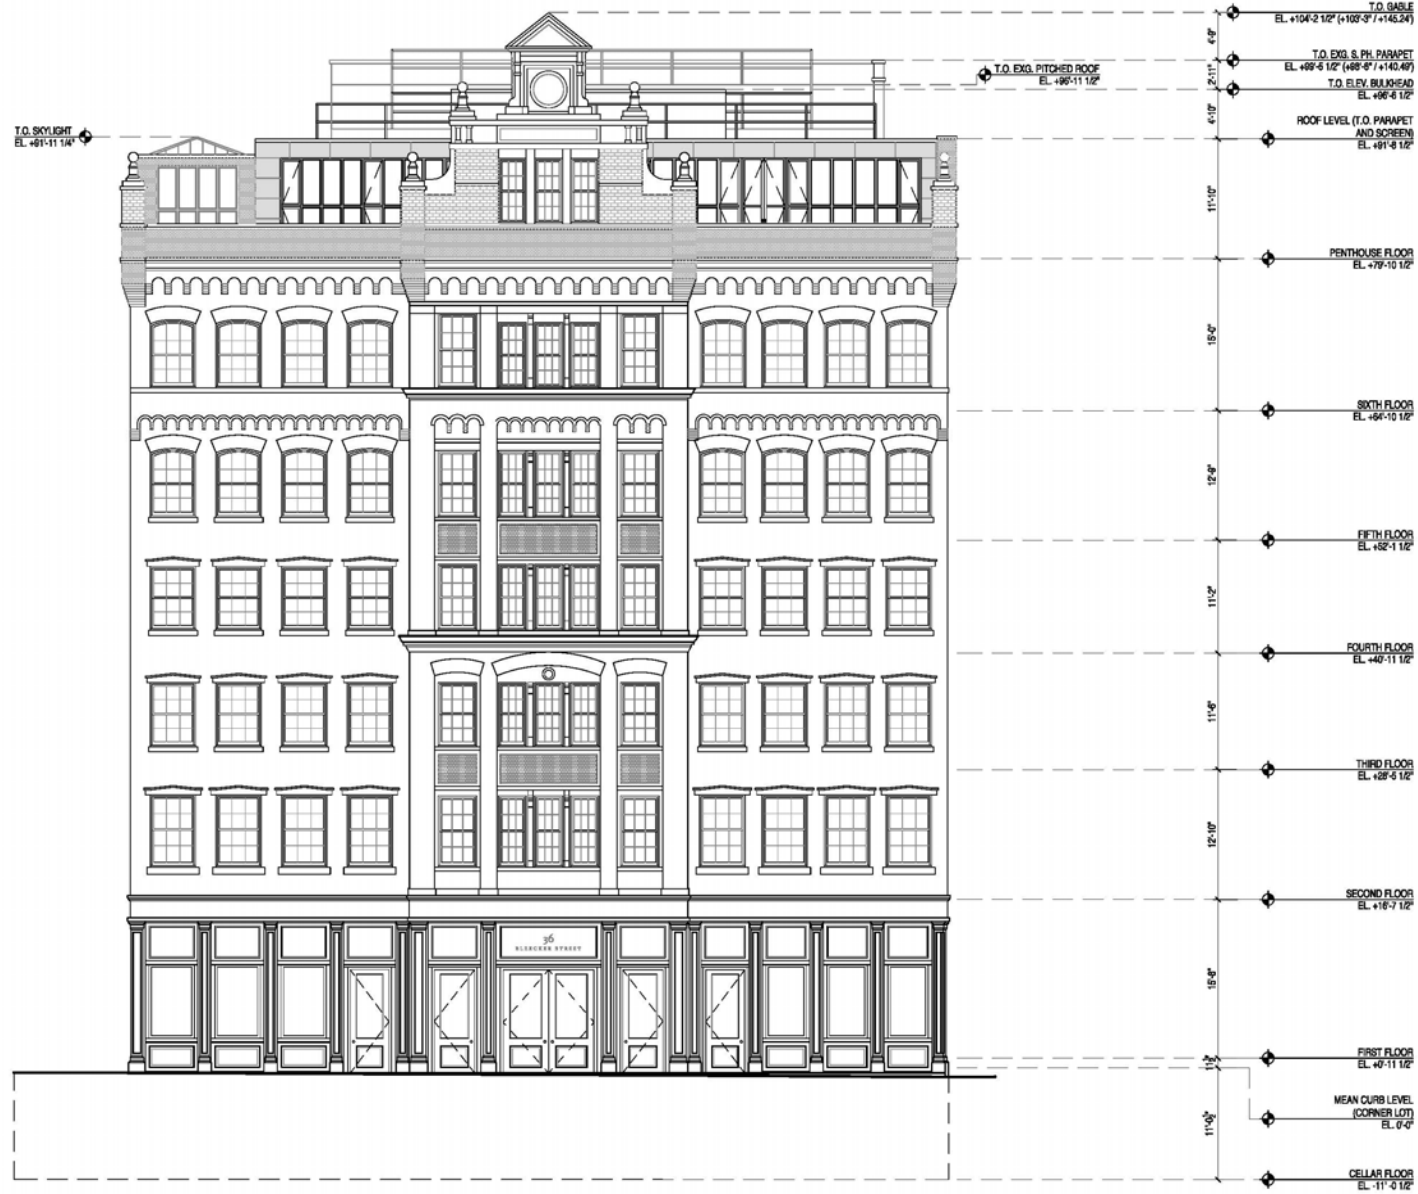 T.O. GABLE
EL. +104'-2 1/2" (+103'-3" / +145.24')
4'-9"
T.O. EXG. S. PH. PARAPET
EL. +99'-5 1/2" (+98'-6" / +140.49')
T.O. EXG. PITCHED ROOF
EL. +96'-11 1/2"
2'-11"
T.O. ELEV. BULKHEAD
EL. +96'-6 1/2"
4'-10"
T.O. SKYLIGHT
EL. +91'-11 1/4"
ROOF LEVEL (T.O. PARAPET
AND SCREEN)
EL. +91'-8 1/2"
11'-10"
PENTHOUSE FLOOR
EL. +79'-10 1/2"
15'-0"
SIXTH FLOOR
EL. +64'-10 1/2"
12'-9"
FIFTH FLOOR
EL. +52'-1 1/2"
11'-2"
FOURTH FLOOR
EL. +40'-11 1/2"
11'-6"
THIRD FLOOR
EL. +28'-5 1/2"
12'-10"
SECOND FLOOR
EL. +16'-7 1/2"
36
BLEECKER STREET
15'-8"
FIRST FLOOR
EL. +0'-11 1/2"
MEAN CURB LEVEL
(CORNER LOT)
EL. 0'-0"
11'-0½"
CELLAR FLOOR
EL. -11'-0 1/2"